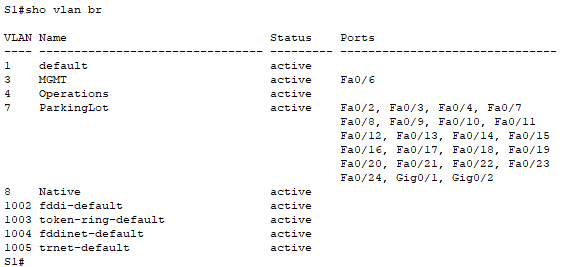 S1#sho vlan br
VLAN Name                             Status    Ports
---- -------------------------------- --------- -------------------------------
1    default                          active
3    MGMT                             active    Fa0/6
4    Operations                       active
7    ParkingLot                       active    Fa0/2, Fa0/3, Fa0/4, Fa0/7
                                                Fa0/8, Fa0/9, Fa0/10, Fa0/11
                                                Fa0/12, Fa0/13, Fa0/14, Fa0/15
                                                Fa0/16, Fa0/17, Fa0/18, Fa0/19
                                                Fa0/20, Fa0/21, Fa0/22, Fa0/23
                                                Fa0/24, Gig0/1, Gig0/2
8    Native                           active
1002 fddi-default                     active
1003 token-ring-default               active
1004 fddinet-default                  active
1005 trnet-default                    active
S1#